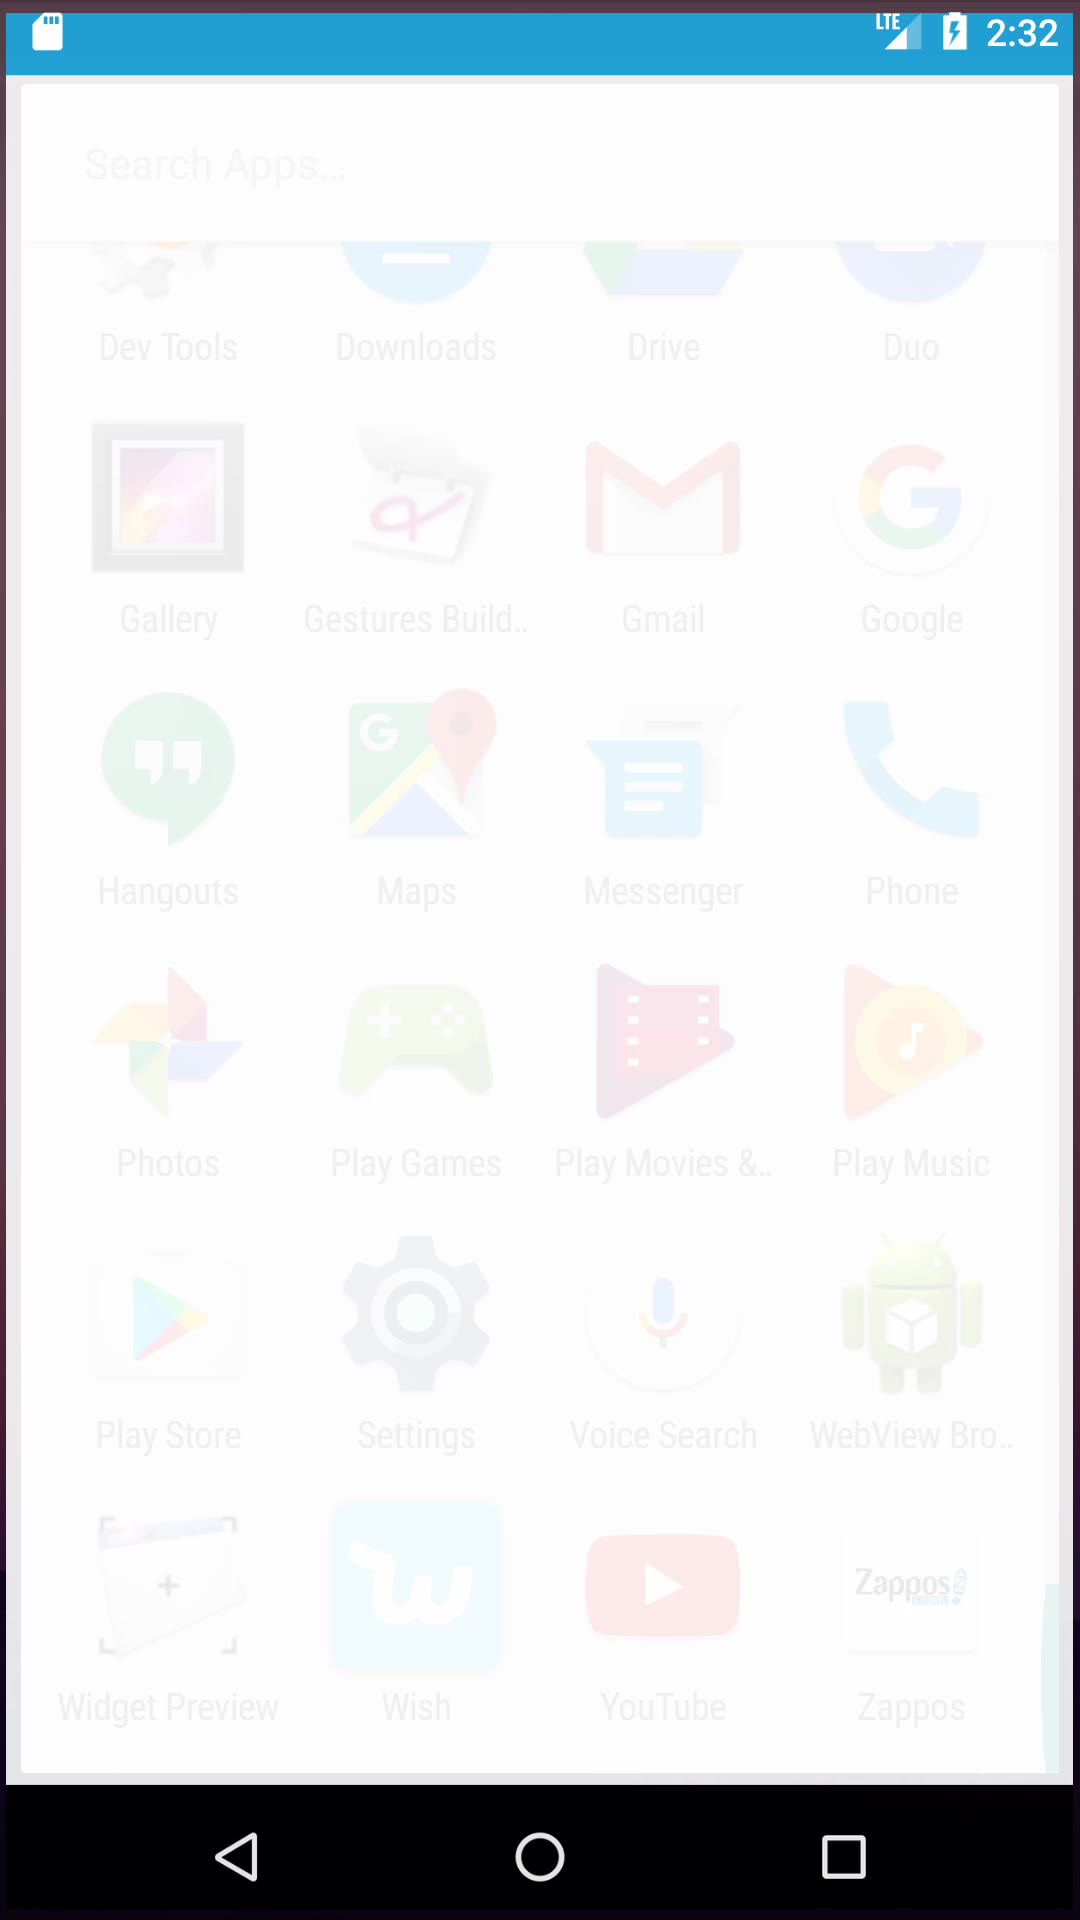 LTE 2:32
Search Apps...
Dev Tools Downloads Drive Duo
Gallery Gestures Build.. Gmail Google
Hangouts Maps Messenger Phone
Photos Play Games Play Movies &.. Play Music
Play Store Settings Voice Search WebView Bro..
Zappos
.com
Widget Preview Wish YouTube Zappos